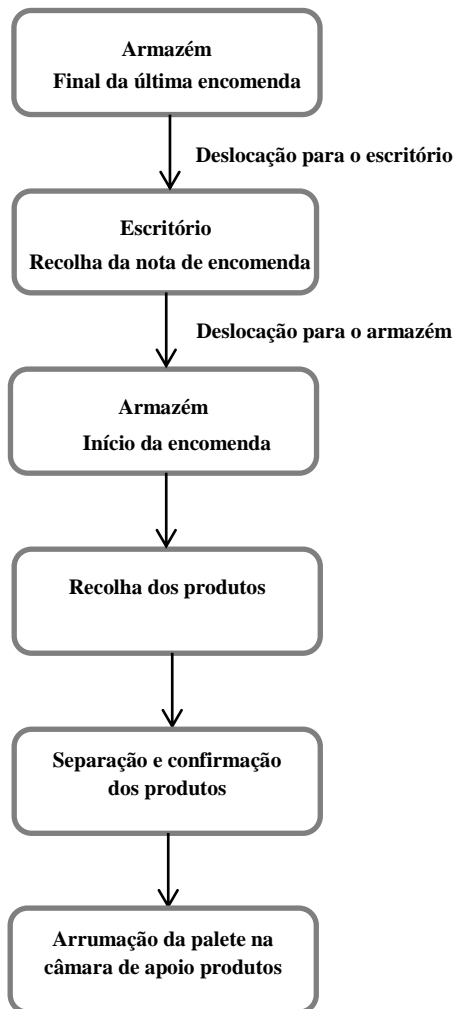 Armazém
Final da última encomenda
Deslocação para o escritório
Escritório
Recolha da nota de encomenda
Deslocação para o armazém
Armazém
Início da encomenda
Recolha dos produtos
Separação e confirmação
dos produtos
Arrumação da palete na
câmara de apoio produtos